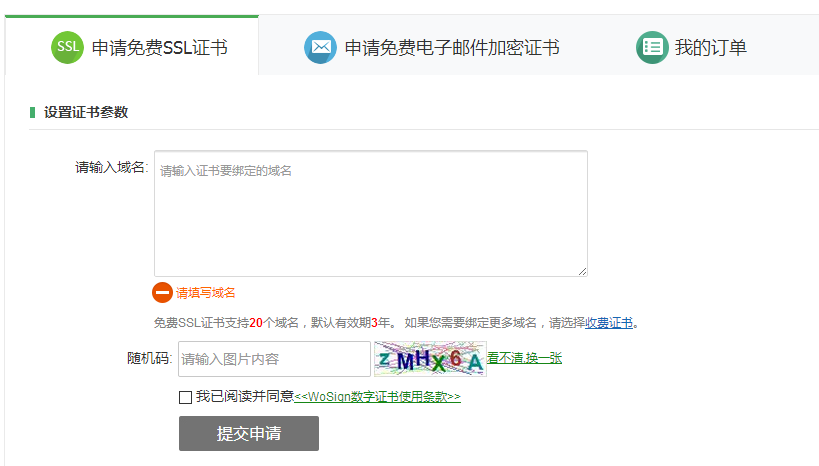 SSL 申请免费SSL证书 申请免费电子邮件加密证书 我的订单
设置证书参数
请输入域名: 请输入证书要绑定的域名
请填写域名
免费SSL证书支持20个域名，默认有效期3年。 如果您需要绑定更多域名，请选择收费证书。
随机码: 请输入图片内容 ZMHX6A 看不清,换一张
我已阅读并同意<<WoSign数字证书使用条款>>
提交申请